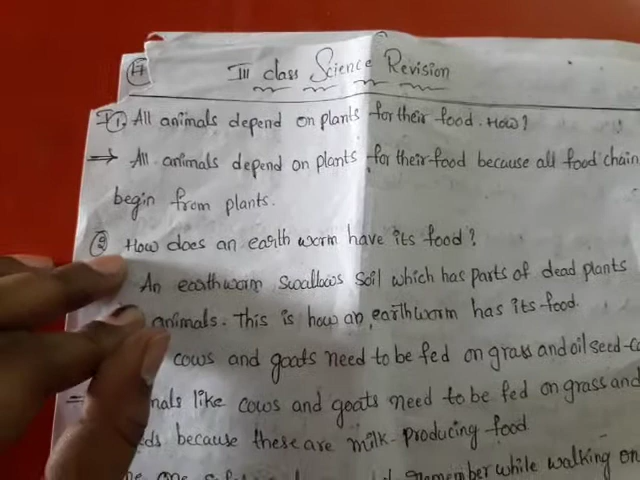 17 III class Science Revision
I 1. All animals depend on plants for their food. How?
→ All animals depend on plants for their food because all food chain
begin from plants.
2 How does an earth worm have its food?
An earthworm swallows soil which has parts of dead plants
animals. This is how an earthworm has its food.
cows and goats need to be fed on grass and oil seed-c
like cows and goats need to be fed on grass and
because these are milk-producing food.
remember while walking on